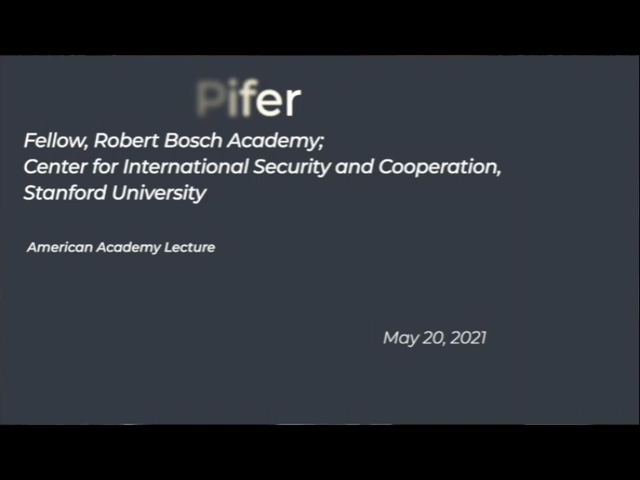 Pifer
Fellow, Robert Bosch Academy;
Center for International Security and Cooperation,
Stanford University
American Academy Lecture
May 20, 2021